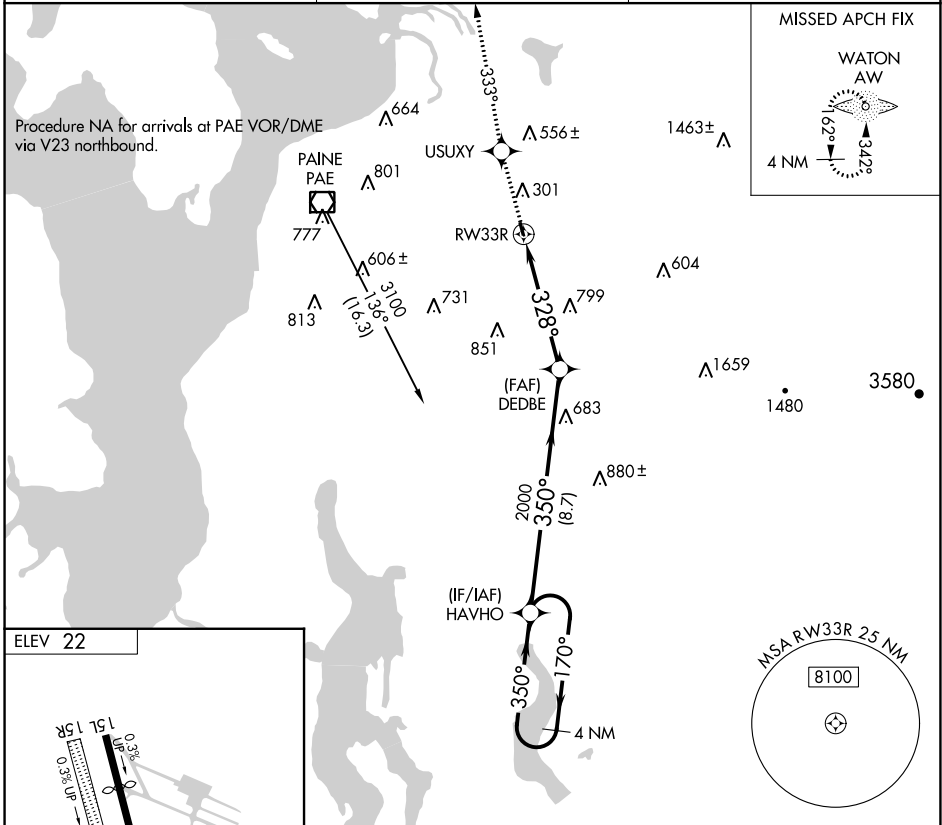 MISSED APCH FIX
WATON
AW
162°
342°
4 NM
Procedure NA for arrivals at PAE VOR/DME
via V23 northbound.
333°
664
556±
1463±
USUXY
PAINE
PAE
801
301
777
RW33R
606±
604
3100
136°
(16.3)
813
731
799
328°
851
(FAF)
DEDBE
1659
3580
1480
683
880±
2000
350°
(8.7)
(IF/IAF)
HAVHO
350°
170°
4 NM
MSA RW33R 25 NM
8100
ELEV 22
15R
15L
0.3%
UP
0.3% UP